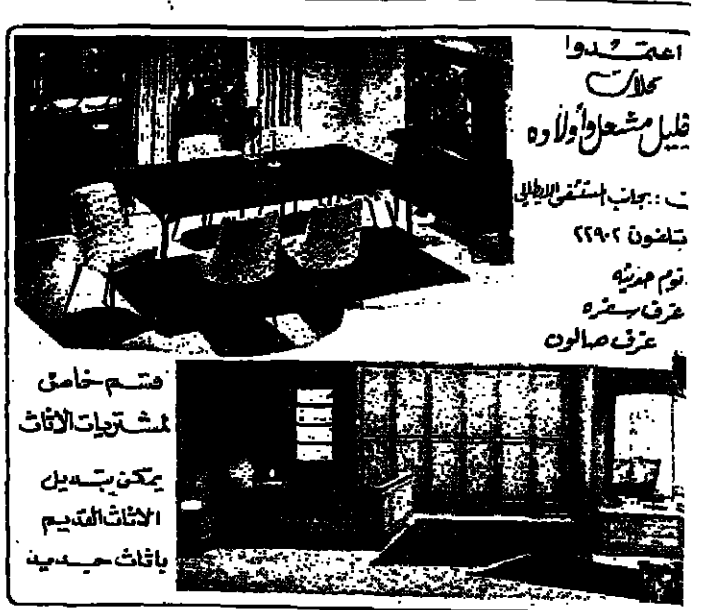 اعتمدوا
محلات
خليل مشعل وأولاده
ت : بجانب المستشفى الايطالي
تلفون ٢٢٩٠٢
نوم حديثه
غرف سفره
غرف صالون
قسم خاص
لمشتريات الاثاث
يمكن تبديل
الاثاث القديم
باثاث جديد